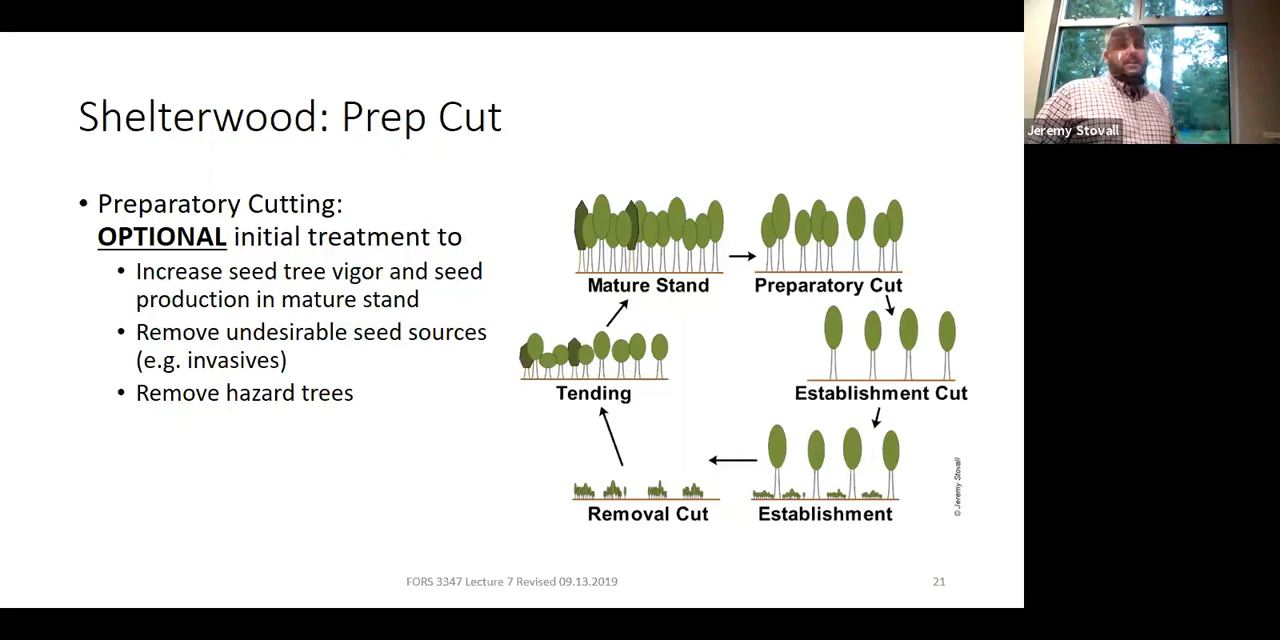 Shelterwood: Prep Cut
• Preparatory Cutting:
OPTIONAL initial treatment to
• Increase seed tree vigor and seed
production in mature stand
• Remove undesirable seed sources
(e.g. invasives)
• Remove hazard trees
Mature Stand
Preparatory Cut
Tending
Establishment Cut
Removal Cut
Establishment
© Jeremy Stovall
FORS 3347 Lecture 7 Revised 09.13.2019
21
Jeremy Stovall